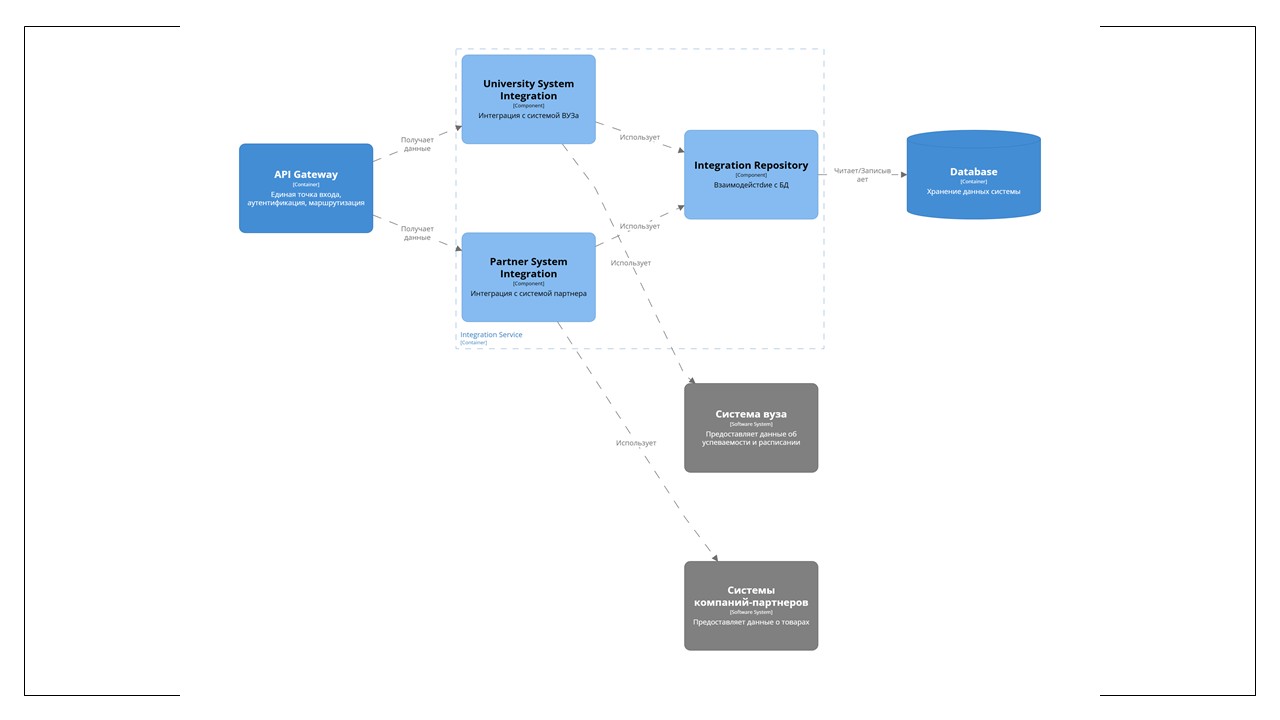 University System
Integration
[Component]
Интеграция с системой ВУЗа
Получает
данные
Использует
API Gateway
[Container]
Единая точка входа,
аутентификация, маршрутизация
Integration Repository
[Component]
Взаимодействие с БД
Читает/Записыв
ает
Database
[Container]
Хранение данных системы
Получает
данные
Использует
Partner System
Integration
[Component]
Интеграция с системой партнера
Использует
Integration Service
[Container]
Система вуза
[Software System]
Предоставляет данные об
успеваемости и расписании
Использует
Системы
компаний-партнеров
[Software System]
Предоставляет данные о товарах